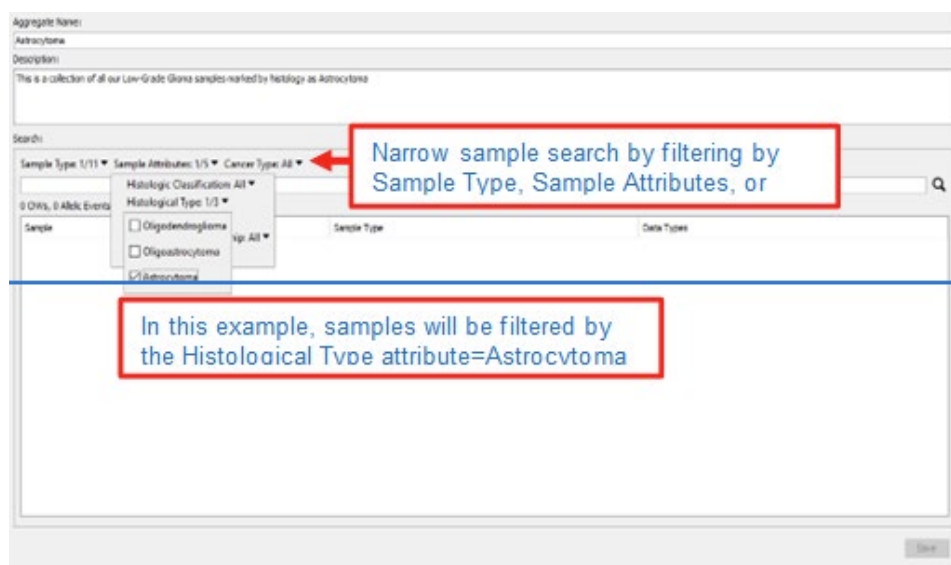 Aggregate Name:
Astrocytoma
Description:
This is a collection of all our Low-Grade Glioma samples marked by histology as Astrocytoma
Search:
Narrow sample search by filtering by
Sample Type, Sample Attributes, or
Sample Type: 1/11 ▼ Sample Attributes: 1/5 ▼ Cancer Type: All ▼
Histologic Classification: All ▼
Histological Type: 1/3 ▼
0 CNVs, 0 Allelic Events
Sample
Oligodendroglioma
Sample Type
Data Types
hip: All ▼
Oligoastrocytoma
Astrocytoma
In this example, samples will be filtered by
the Histological Type attribute=Astrocytoma
Save